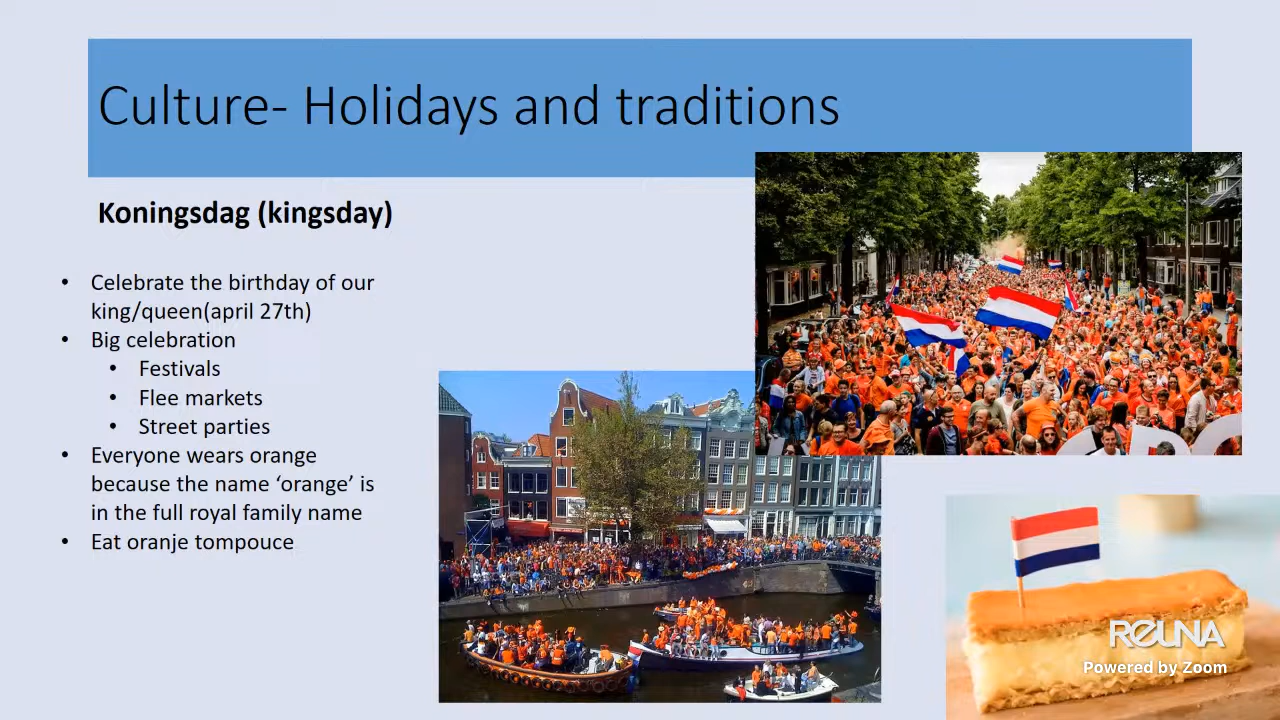 Culture- Holidays and traditions
Koningsdag (kingsday)
• Celebrate the birthday of our
king/queen(april 27th)
• Big celebration
• Festivals
• Flee markets
• Street parties
• Everyone wears orange
because the name ‘orange’ is
in the full royal family name
• Eat oranje tompouce
REUNA
Powered by Zoom